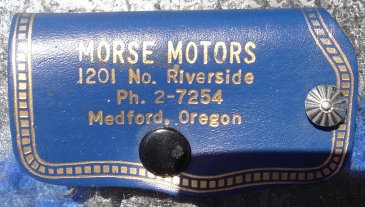 MORSE MOTORS
1201 No. Riverside
Ph. 2-7254
Medford, Oregon